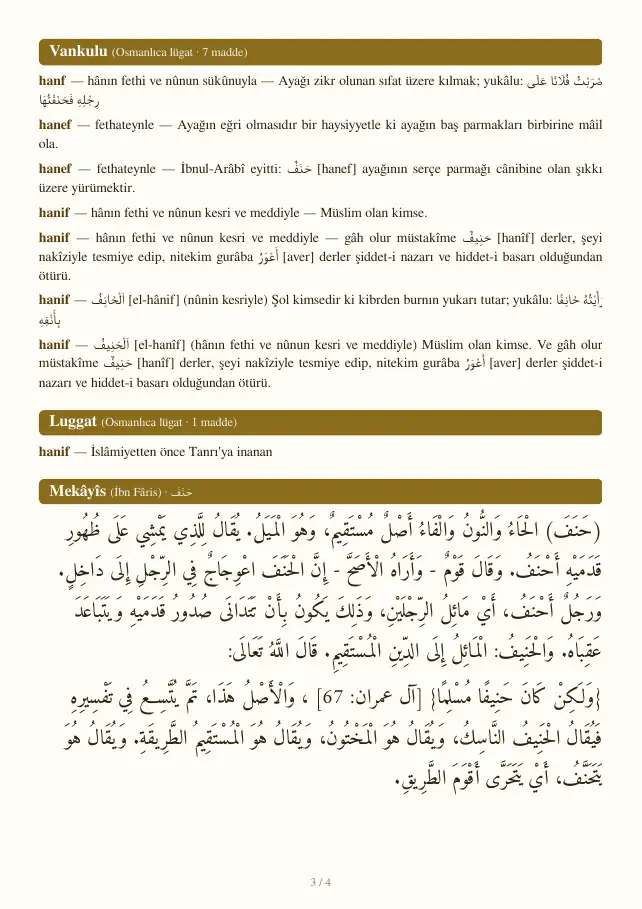 Vankulu (Osmanlıca lügat · 7 madde)
hanf — hânın fethi ve nûnun sükûnuyla — Ayağı zikr olunan sıfat üzere kılmak; yukâlu: ضَرَبْتُ فُلَانًا عَلَى
رِجْلِهِ فَحَنَفْتُهَا
hanef — fethateynle — Ayağın eğri olmasıdır bir haysiyyetle ki ayağın baş parmakları birbirine mâil
ola.
hanef — fethateynle — İbnul-Arâbî eyitti: حَنَفٌ [hanef] ayağının serçe parmağı cânibine olan şıkkı
üzere yürümektir.
hanif — hânın fethi ve nûnun kesri ve meddiyle — Müslim olan kimse.
hanif — hânın fethi ve nûnun kesri ve meddiyle — gâh olur müstakîme حَنِيفٌ [hanîf] derler, şeyi
nakîziyle tesmiye edip, nitekim gurâba أَعْوَرُ [aver] derler şiddet-i nazarı ve hiddet-i basarı olduğundan
ötürü.
hanif — اَلْحَانِفُ [el-hânif] (nûnin kesriyle) Şol kimsedir ki kibrden burnın yukarı tutar; yukâlu: رَأَيْتُهُ حَانِفًا
بِأَنْفِهِ
hanif — اَلْحَنِيفُ [el-hanîf] (hânın fethi ve nûnun kesri ve meddiyle) Müslim olan kimse. Ve gâh olur
müstakîme حَنِيفٌ [hanîf] derler, şeyi nakîziyle tesmiye edip, nitekim gurâba أَعْوَرُ [aver] derler şiddet-i
nazarı ve hiddet-i basarı olduğundan ötürü.
Luggat (Osmanlıca lügat · 1 madde)
hanif — İslâmiyetten önce Tanrı'ya inanan
Mekâyîs (İbn Fâris) · حَنَفَ
(حَنَفَ) الْحَاءُ وَالنُّونُ وَالْفَاءُ أَصْلٌ مُسْتَقِيمٌ، وَهُوَ الْمَيَلُ. يُقَالُ لِلَّذِي يَمْشِي عَلَى ظُهُورِ
قَدَمَيْهِ أَحْنَفُ. وَقَالَ قَوْمٌ - وَأَرَاهُ الْأَصَحَّ - إِنَّ الْحَنَفَ اعْوِجَاجٌ فِي الرِّجْلِ إِلَى دَاخِلٍ.
وَرَجُلٌ أَحْنَفُ، أَيْ مَائِلُ الرِّجْلَيْنِ، وَذَلِكَ يَكُونُ بِأَنْ تَتَدَانَى صُدُورُ قَدَمَيْهِ وَيَتَبَاعَدَ
عَقِبَاهُ. وَالْحَنِيفُ: الْمَائِلُ إِلَى الدِّينِ الْمُسْتَقِيمِ. قَالَ اللَّهُ تَعَالَى:
{وَلَكِنْ كَانَ حَنِيفًا مُسْلِمًا} [آل عمران: 67] ، وَالْأَصْلُ هَذَا، ثُمَّ يُتَّسِعُ فِي تَفْسِيرِهِ
فَيُقَالُ الْحَنِيفُ النَّاسِكُ، وَيُقَالُ هُوَ الْمَخْتُونُ، وَيُقَالُ هُوَ الْمُسْتَقِيمُ الطَّرِيقَةِ. وَيُقَالُ هُوَ
يَتَحَنَّفُ، أَيْ يَتَحَرَّى أَقْوَمَ الطَّرِيقِ.
3 / 4